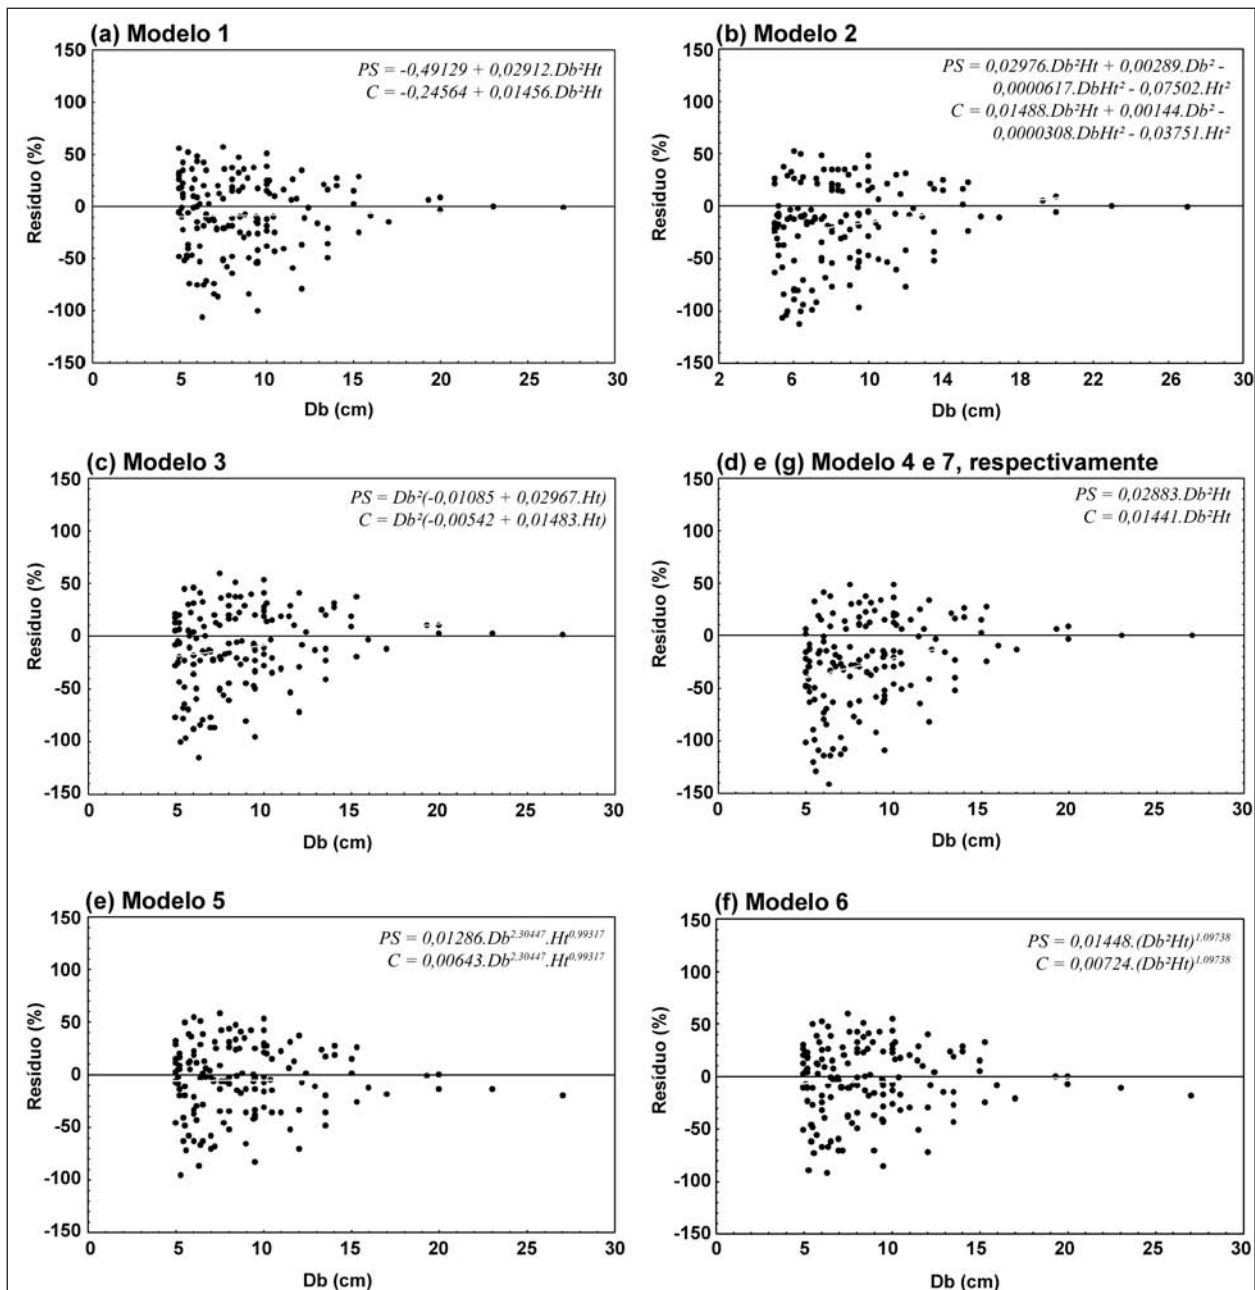 (a) Modelo 1
PS = -0,49129 + 0,02912.Db²Ht
C = -0,24564 + 0,01456.Db²Ht
150
100
50
0
-50
-100
-150
Resíduo (%)
0 5 10 15 20 25 30
Db (cm)
(b) Modelo 2
PS = 0,02976.Db²Ht + 0,00289.Db² -
0,0000617.DbHt² - 0,07502.Ht²
C = 0,01488.Db²Ht + 0,00144.Db² -
0,0000308.DbHt² - 0,03751.Ht²
150
100
50
0
-50
-100
-150
Resíduo (%)
2 6 10 14 18 22 26 30
Db (cm)
(c) Modelo 3
PS = Db²(-0,01085 + 0,02967.Ht)
C = Db²(-0,00542 + 0,01483.Ht)
150
100
50
0
-50
-100
-150
Resíduo (%)
0 5 10 15 20 25 30
Db (cm)
(d) e (g) Modelo 4 e 7, respectivamente
PS = 0,02883.Db²Ht
C = 0,01441.Db²Ht
150
100
50
0
-50
-100
-150
Resíduo (%)
0 5 10 15 20 25 30
Db (cm)
(e) Modelo 5
PS = 0,01286.Db²·³⁰⁴⁴⁷.Ht⁰·⁹⁹³¹⁷
C = 0,00643.Db²·³⁰⁴⁴⁷.Ht⁰·⁹⁹³¹⁷
150
100
50
0
-50
-100
-150
Resíduo (%)
0 5 10 15 20 25 30
Db (cm)
(f) Modelo 6
PS = 0,01448.(Db²Ht)¹·⁰⁹⁷³⁸
C = 0,00724.(Db²Ht)¹·⁰⁹⁷³⁸
150
100
50
0
-50
-100
-150
Resíduo (%)
0 5 10 15 20 25 30
Db (cm)